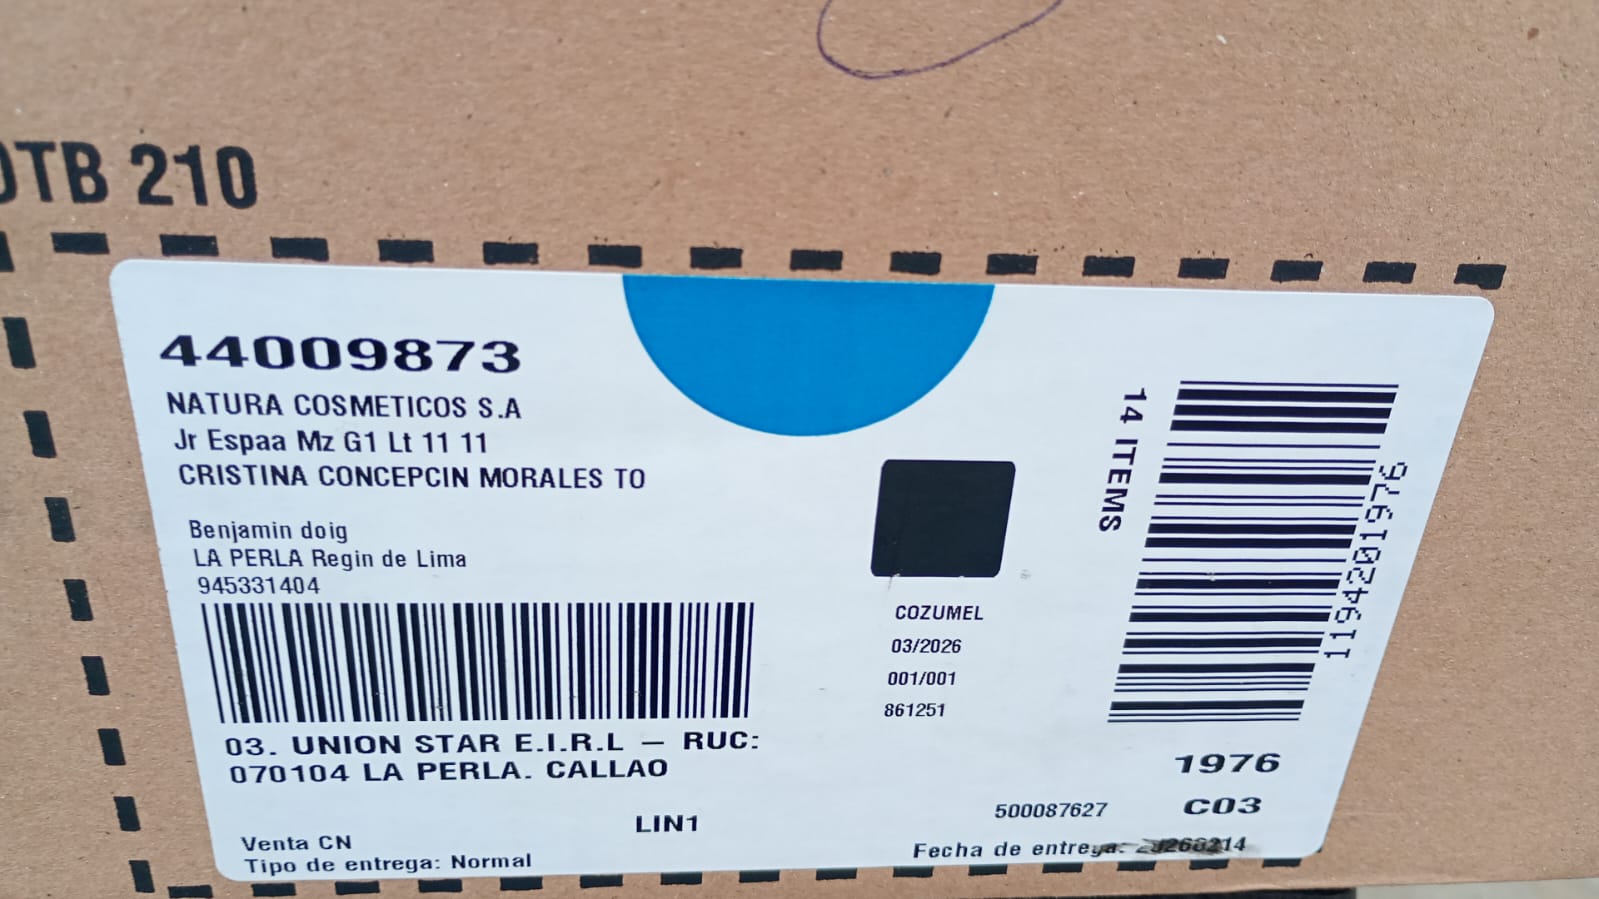 OTB 210
44009873
NATURA COSMETICOS S.A
Jr Espaa Mz G1 Lt 11 11
CRISTINA CONCEPCIN MORALES TO
Benjamin doig
LA PERLA Regin de Lima
945331404
03. UNION STAR E.I.R.L – RUC:
070104 LA PERLA. CALLAO
LIN1
Venta CN
Tipo de entrega: Normal
COZUMEL
03/2026
001/001
861251
14 ITEMS
1976
500087627
C03
Fecha de entrega: